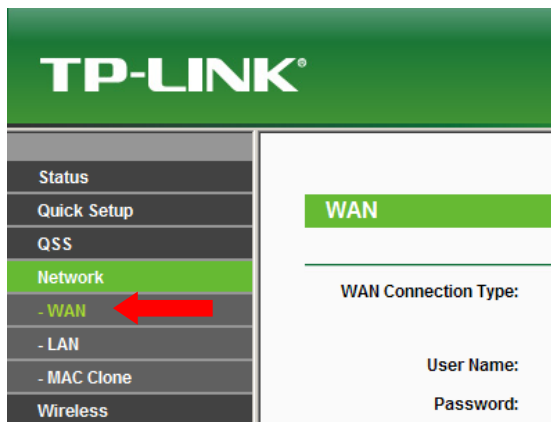 TP-LINK®
Status
Quick Setup
QSS
Network
- WAN
- LAN
- MAC Clone
Wireless
WAN
WAN Connection Type:
User Name:
Password: